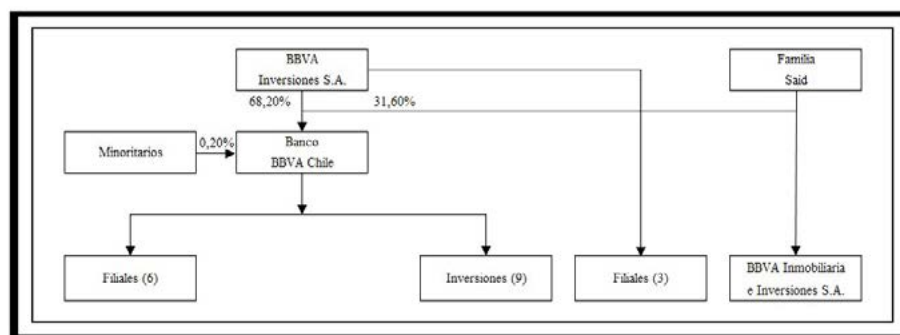 BBVA
Inversiones S.A.
Familia
Said
68,20%
31,60%
Minoritarios
0,20%
Banco
BBVA Chile
Filiales (6)
Inversiones (9)
Filiales (3)
BBVA Inmobiliaria
e Inversiones S.A.